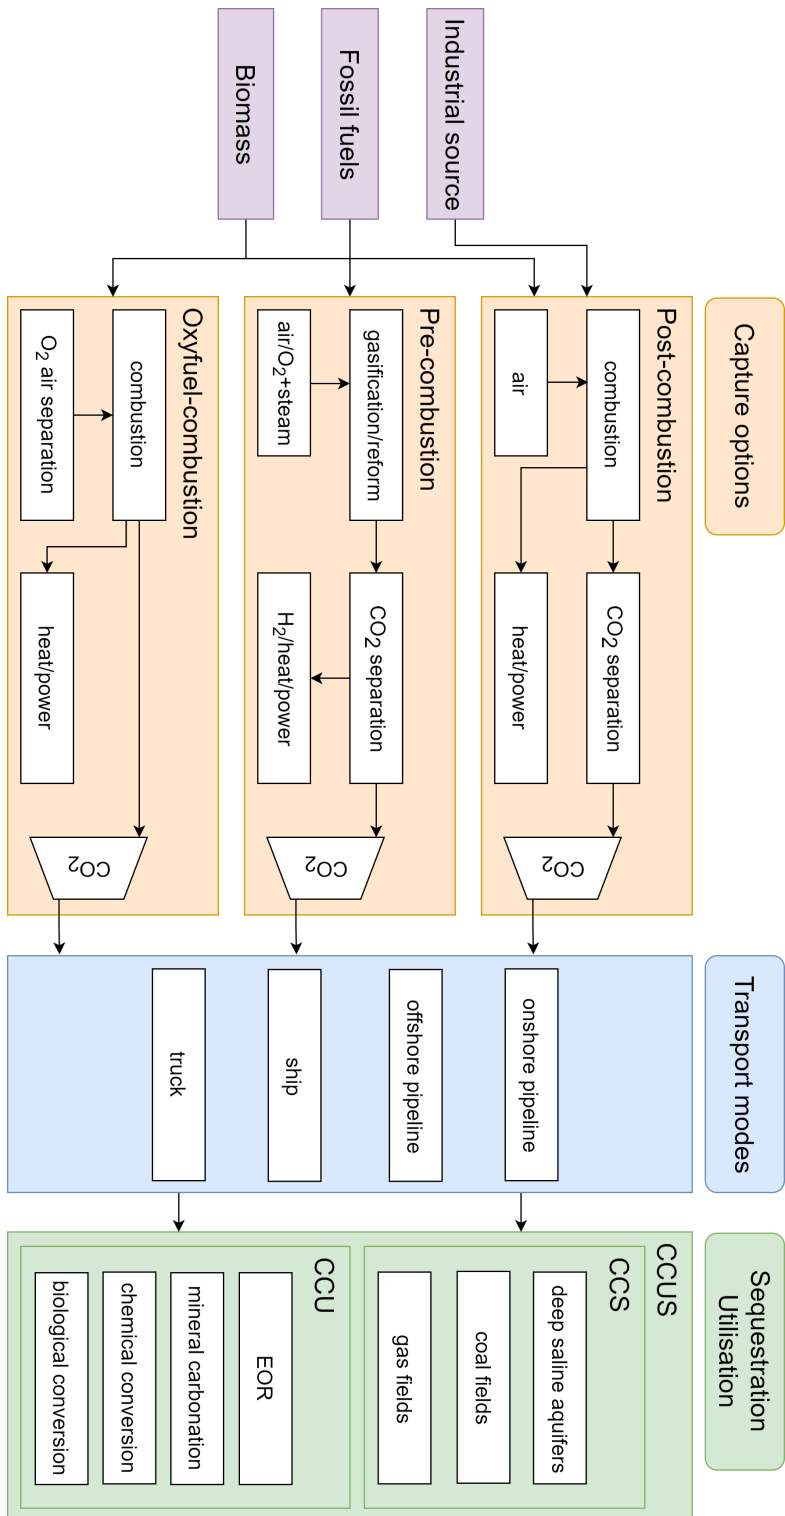 Industrial source
Fossil fuels
Biomass
Capture options
Post-combustion
combustion
air
CO2 separation
heat/power
CO2
Pre-combustion
gasification/reform
air/O2+steam
CO2 separation
H2/heat/power
CO2
Oxyfuel-combustion
combustion
O2 air separation
heat/power
CO2
Transport modes
onshore pipeline
offshore pipeline
ship
truck
Sequestration
Utilisation
CCUS
CCS
deep saline aquifers
coal fields
gas fields
CCU
EOR
mineral carbonation
chemical conversion
biological conversion